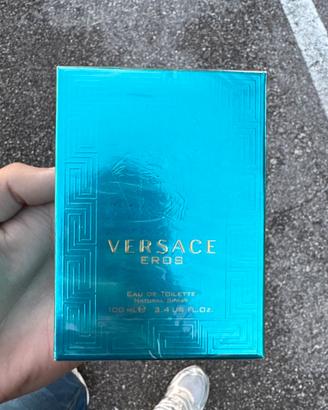 VERSACE
EROS
EAU DE TOILETTE
NATURAL SPRAY
100 ml ℮ 3.4 US FL.OZ.